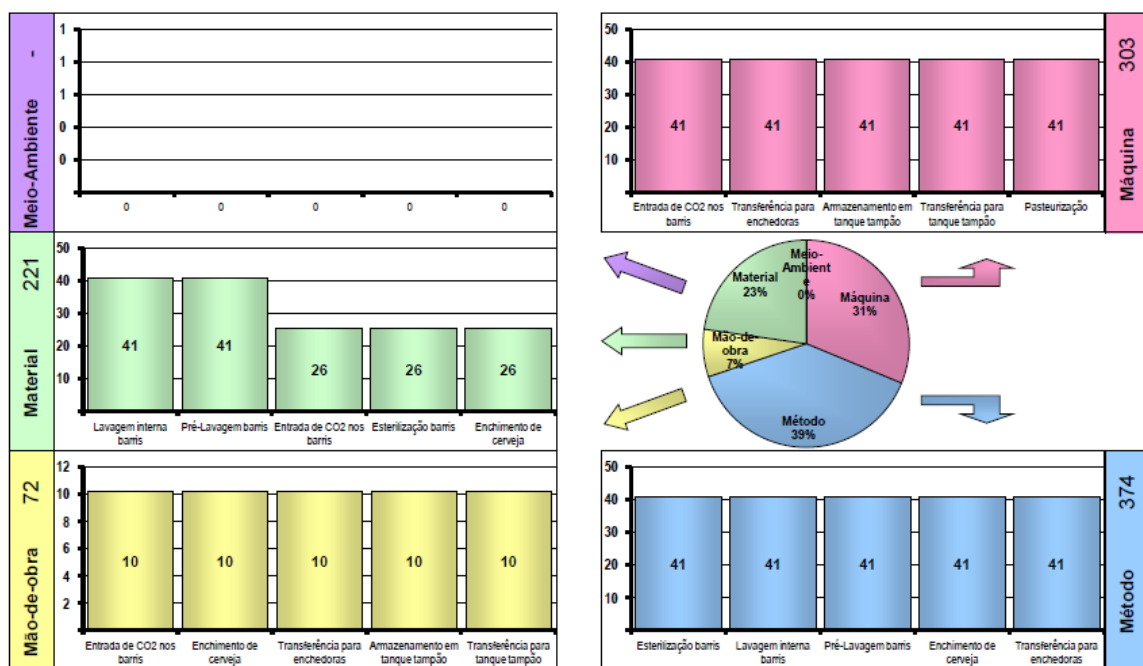 Meio-Ambiente -
1
1
1
0
0
0 0 0 0 0
50
40
30
20
10
41 41 41 41 41
Entrada de CO2 nos barris
Transferência para enchedoras
Armazenamento em tanque tampão
Transferência para tanque tampão
Pasteurização
Máquina 303
Material 221
50
40
30
20
10
41 41 26 26 26
Lavagem interna barris
Pré-Lavagem barris
Entrada de CO2 nos barris
Esterilização barris
Enchimento de cerveja
Meio-
Ambient
e
0%
Material
23%
Máquina
31%
Mão-de-
obra
7%
Método
39%
Mão-de-obra 72
12
10
8
6
4
2
10 10 10 10 10
Entrada de CO2 nos barris
Enchimento de cerveja
Transferência para enchedoras
Armazenamento em tanque tampão
Transferência para tanque tampão
50
40
30
20
10
41 41 41 41 41
Esterilização barris
Lavagem interna barris
Pré-Lavagem barris
Enchimento de cerveja
Transferência para enchedoras
Método 374